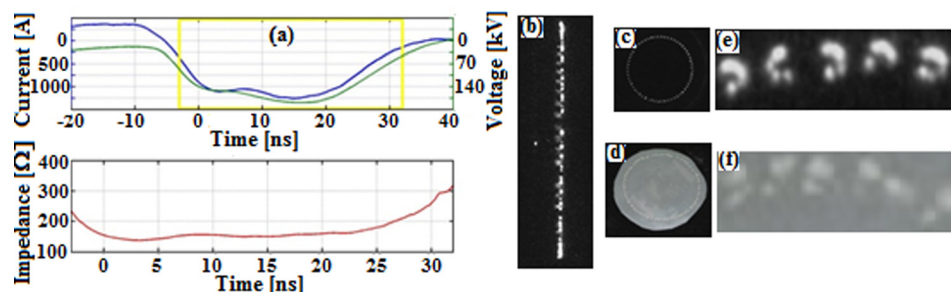 Current [A]
0
500
1000
(a)
0
70
140
Voltage [kV]
-20 -10 0 10 20 30 40
Time [ns]
Impedance [Ω]
400
300
200
100
0 5 10 15 20 25 30
Time [ns]
(b)
(c)
(d)
(e)
(f)